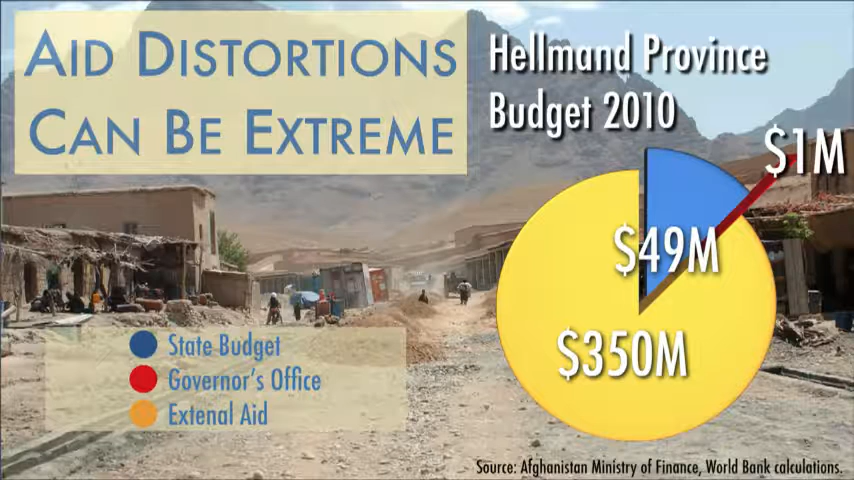 AID DISTORTIONS
CAN BE EXTREME
Hellmand Province
Budget 2010
$1M
$49M
$350M
State Budget
Governor's Office
Extenal Aid
Source: Afghanistan Ministry of Finance, World Bank calculations.